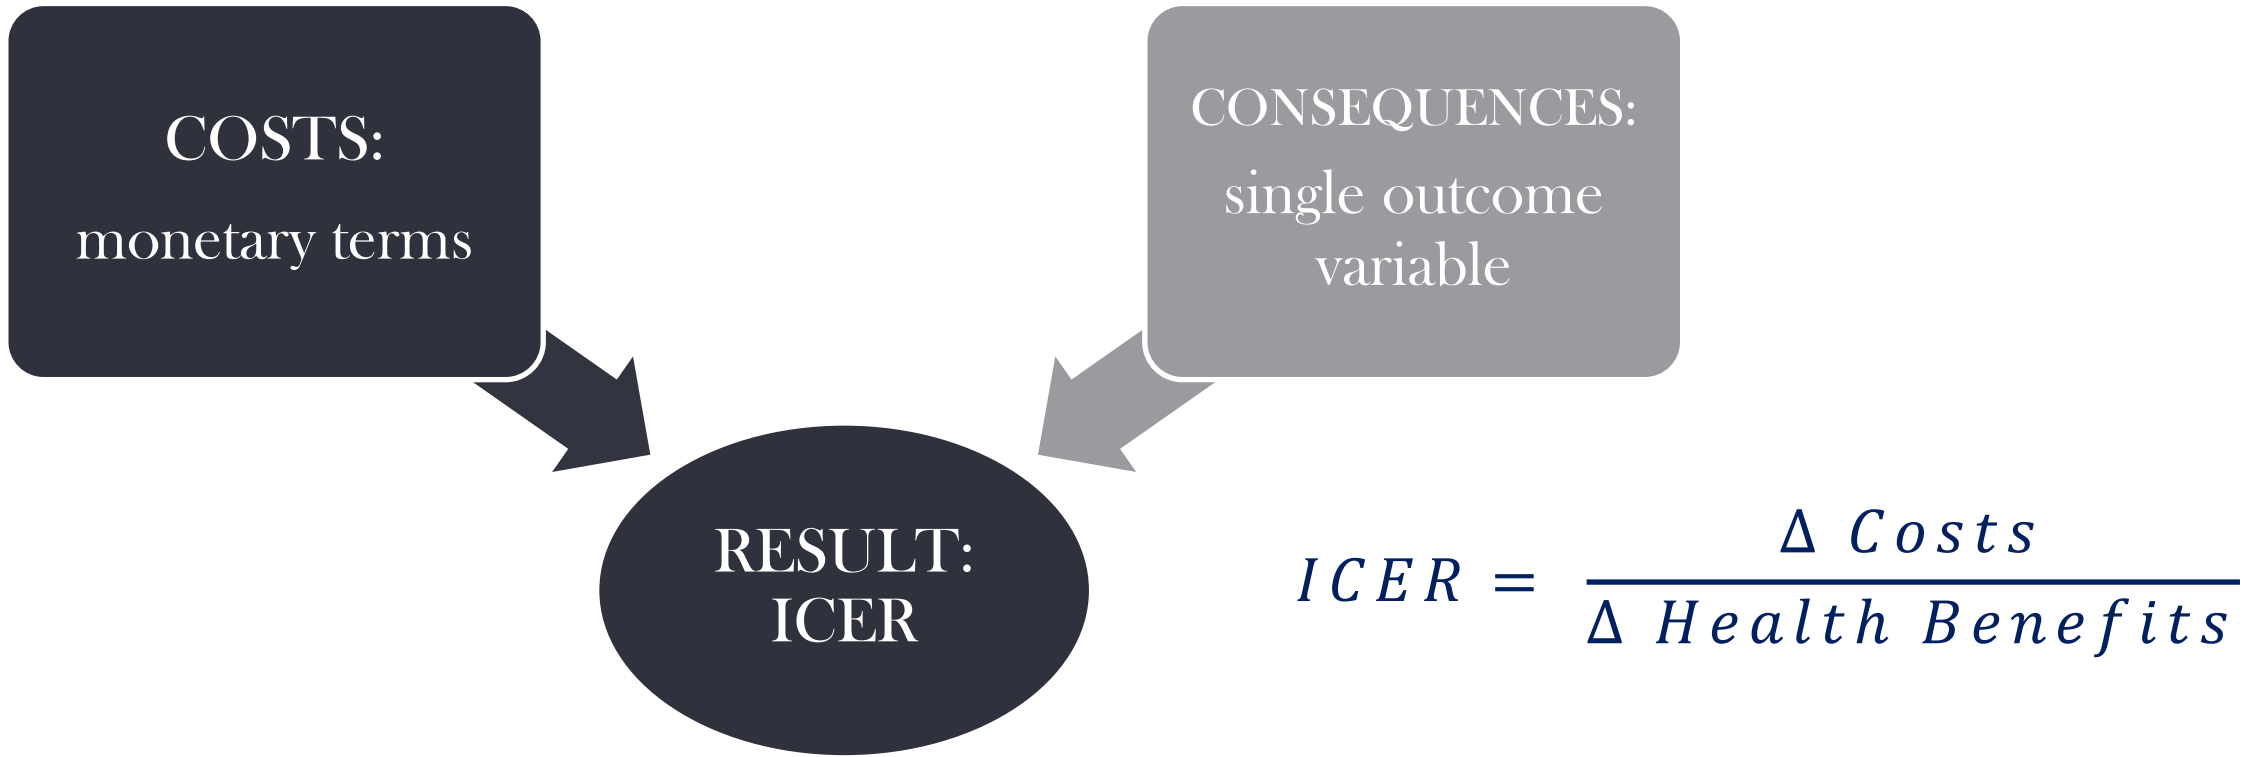 COSTS:
monetary terms
CONSEQUENCES:
single outcome
variable
RESULT:
ICER
ICER = Δ Costs / Δ Health Benefits